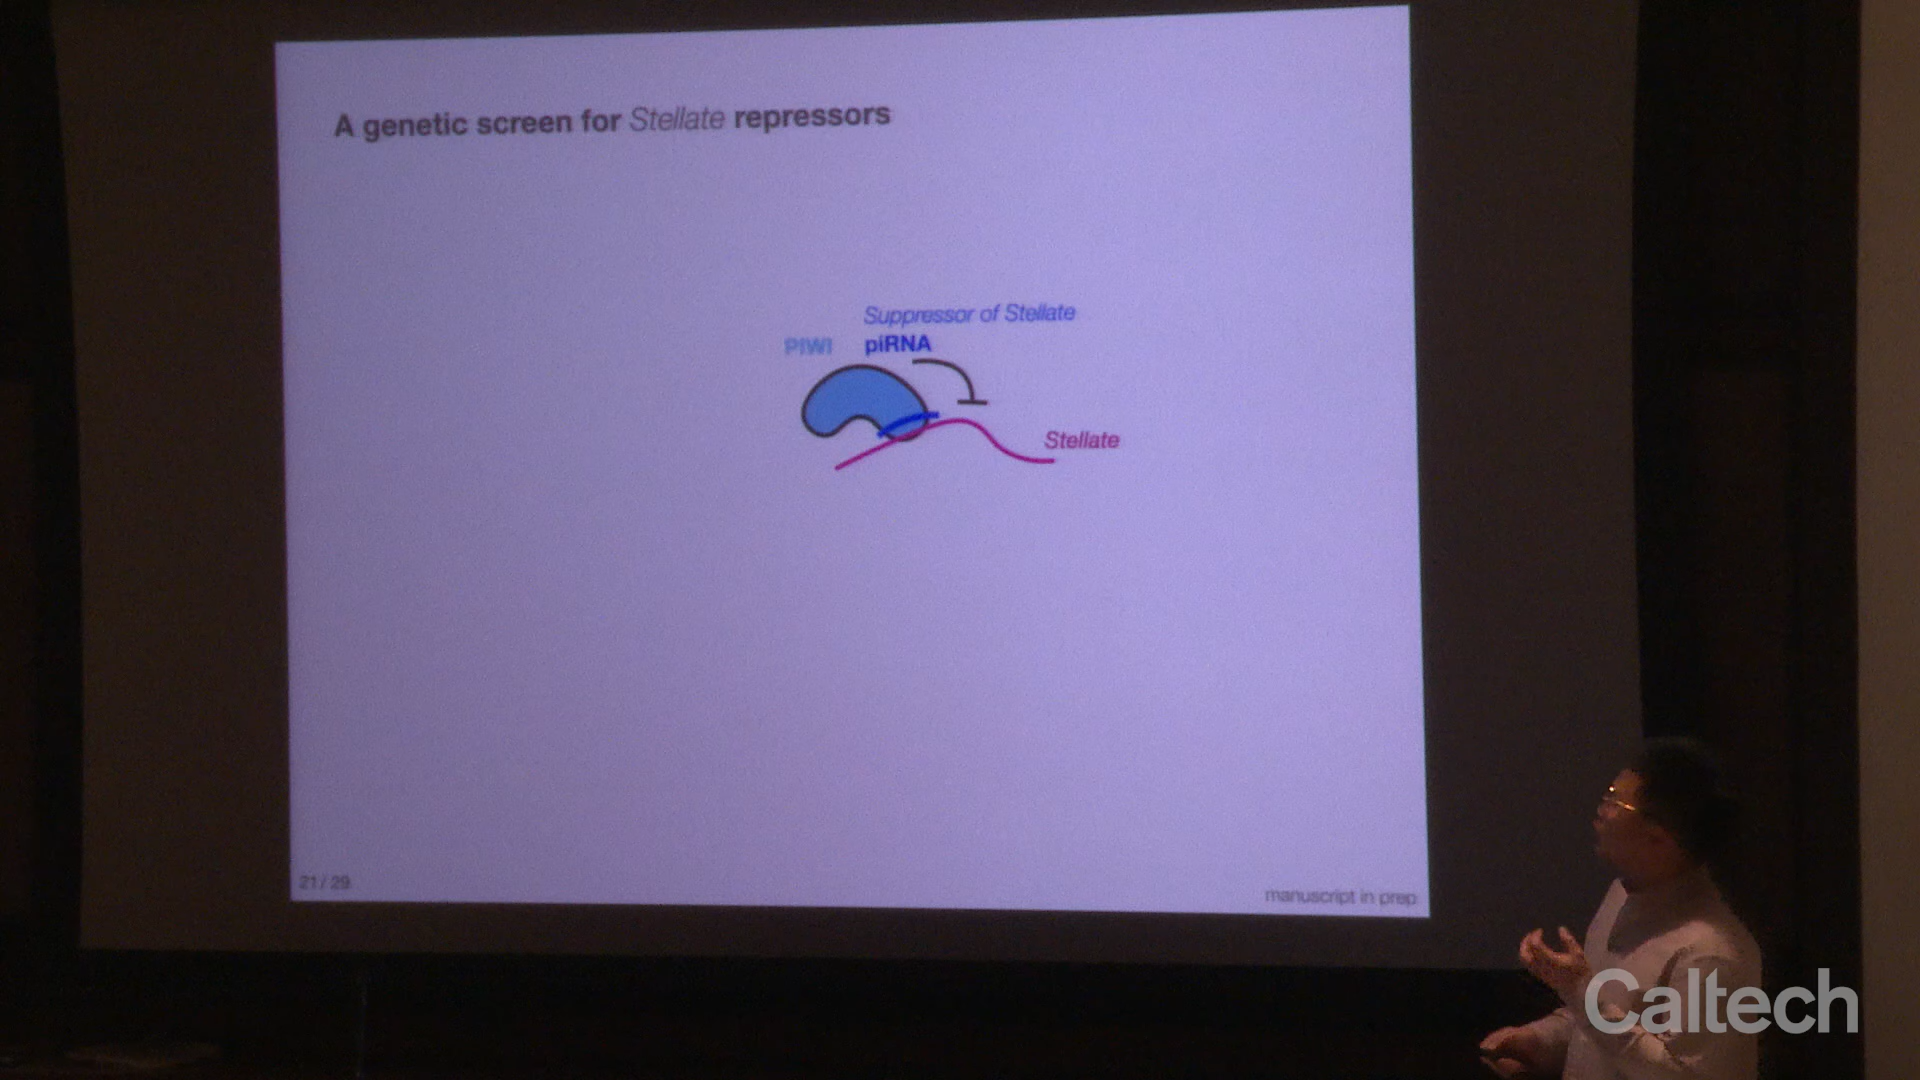 A genetic screen for Stellate repressors
Suppressor of Stellate
PIWI piRNA
Stellate
21 / 29
manuscript in prep
Caltech